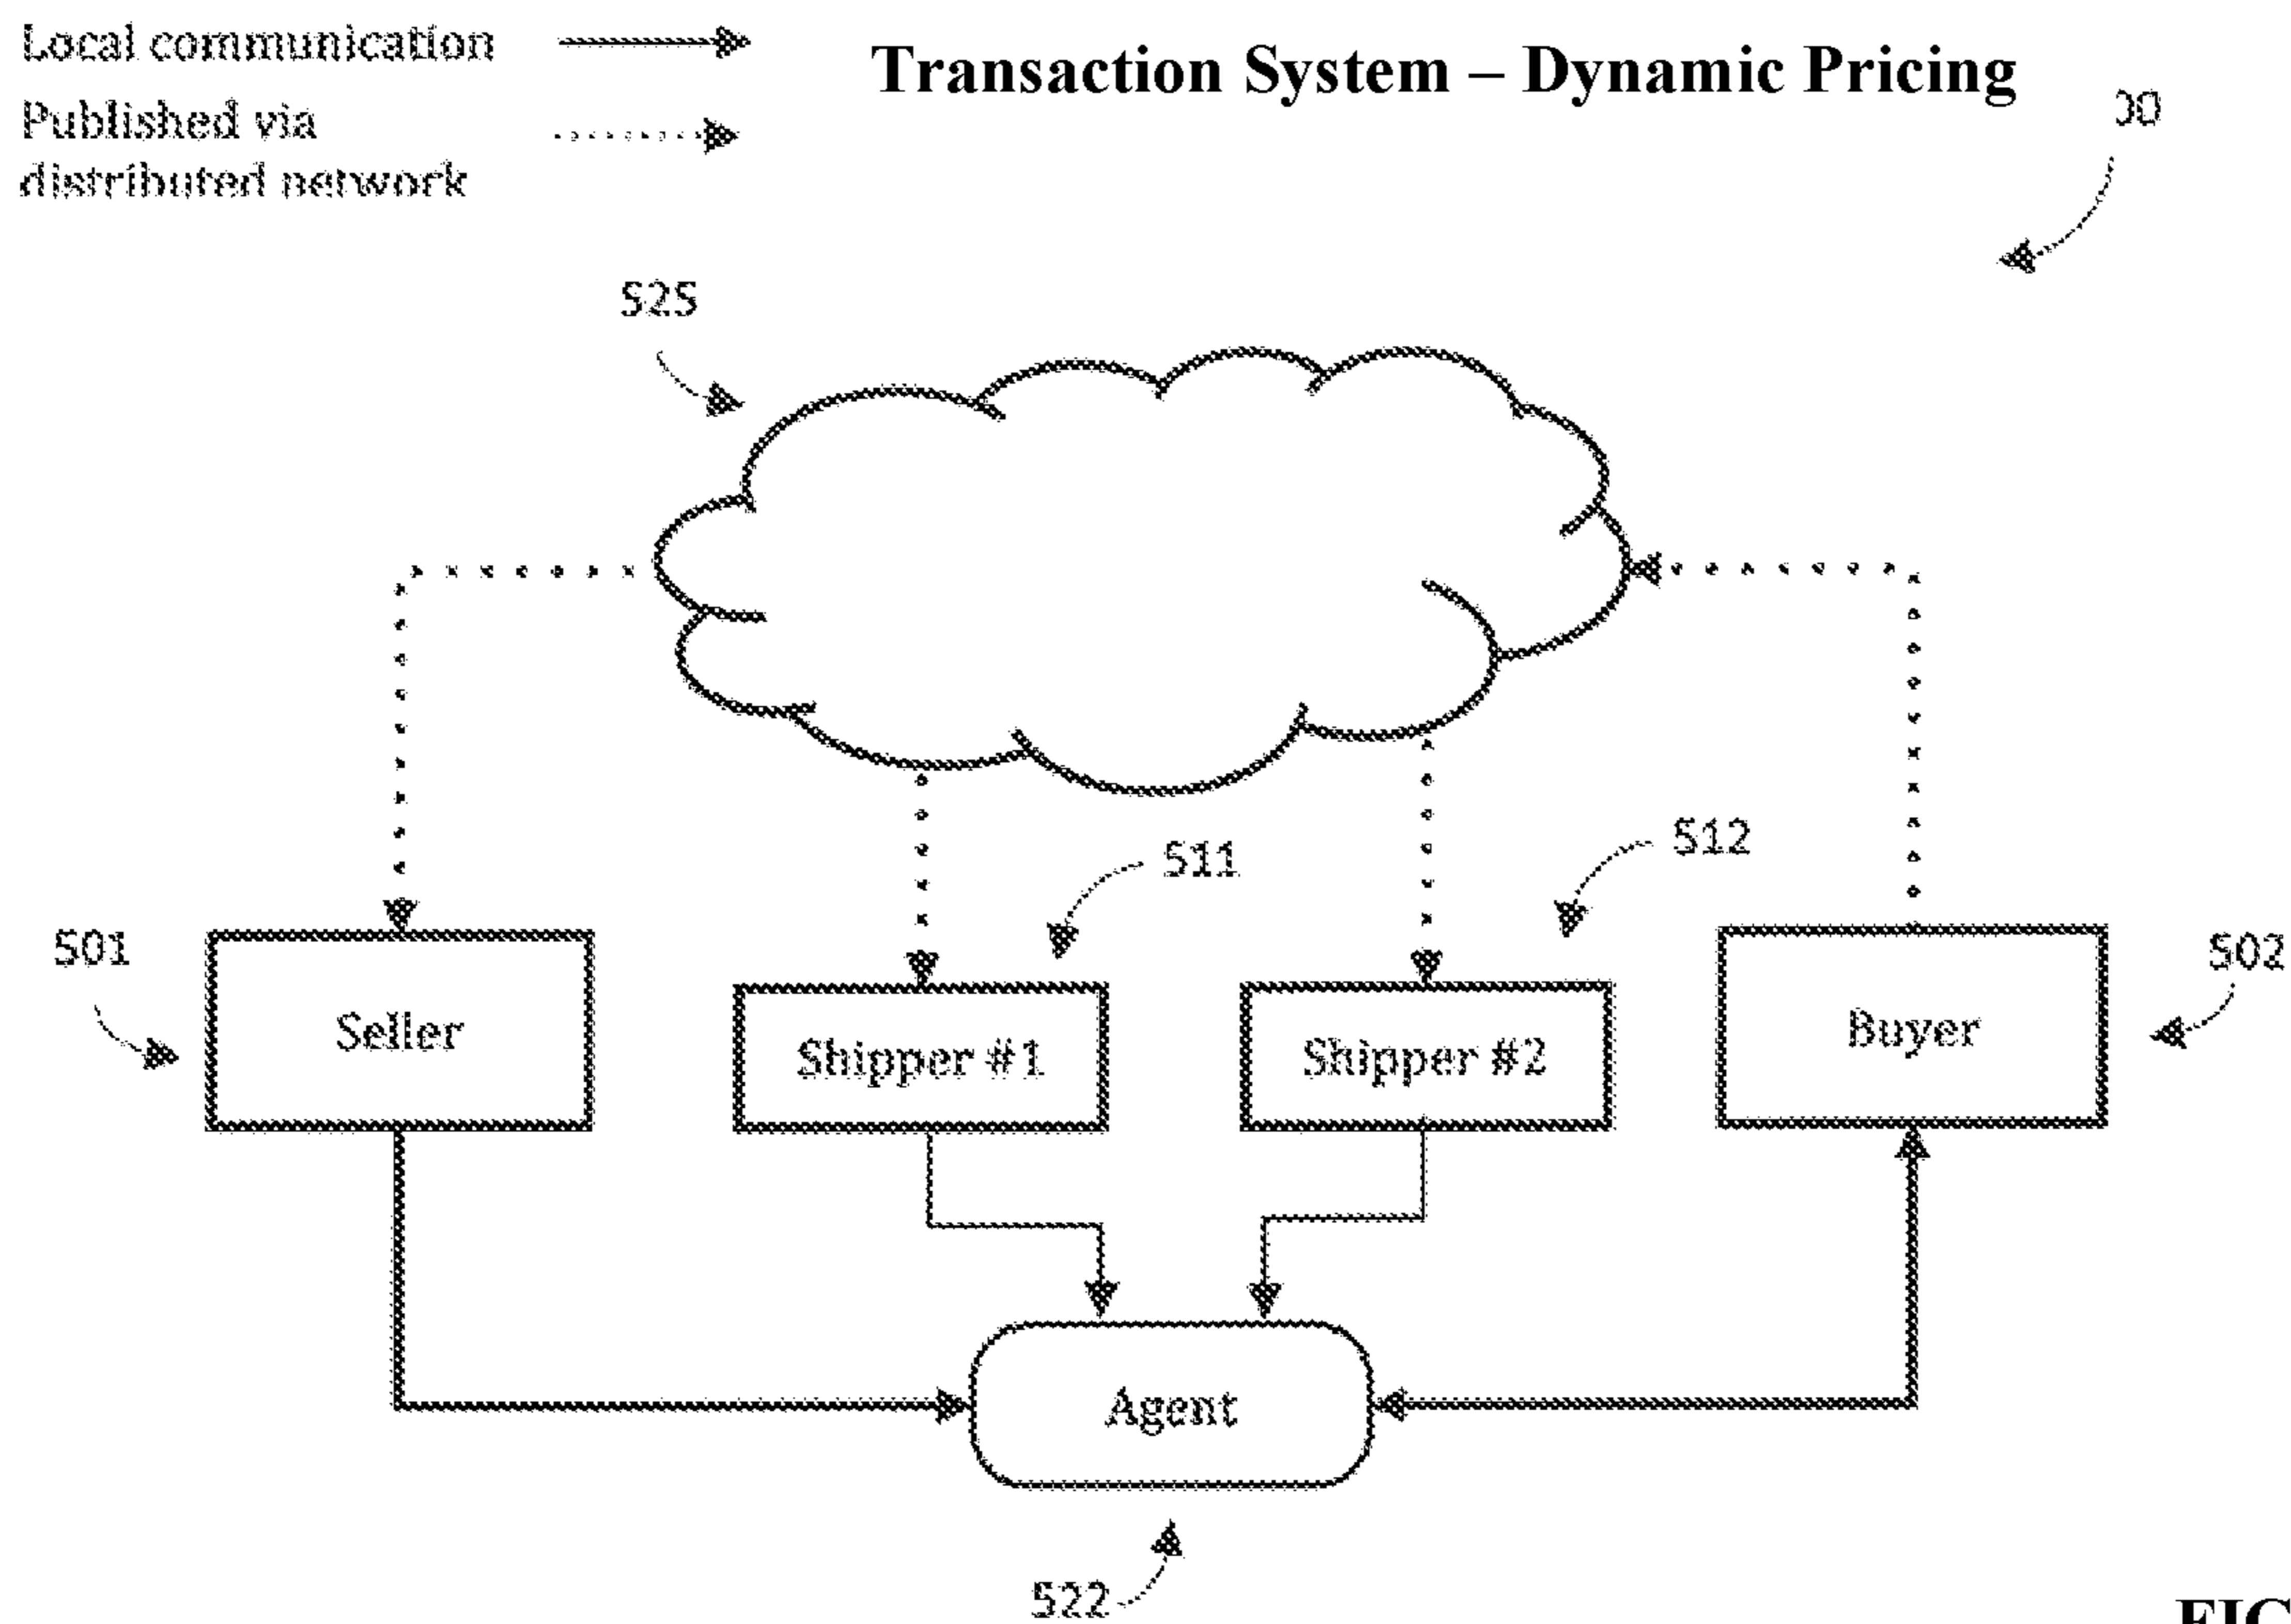 Local communication
Transaction System – Dynamic Pricing
Published via
distributed network
00
525
511
512
501
502
Seller
Shipper #1
Shipper #2
Buyer
Agent
522